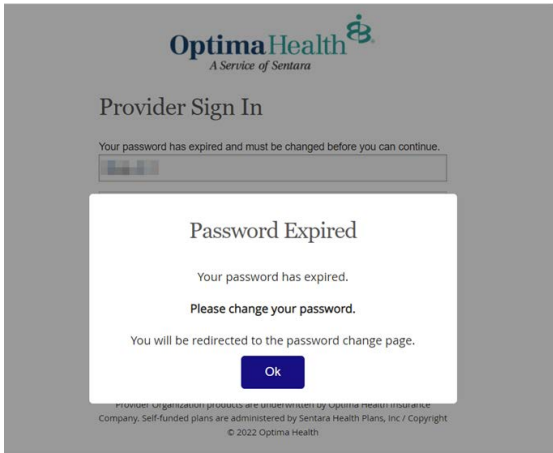 Optima Health
A Service of Sentara
Provider Sign In
Your password has expired and must be changed before you can continue.
Password Expired
Your password has expired.
Please change your password.
You will be redirected to the password change page.
Ok
Provider Organization products are underwritten by Optima Health Insurance
Company. Self-funded plans are administered by Sentara Health Plans, Inc / Copyright
© 2022 Optima Health